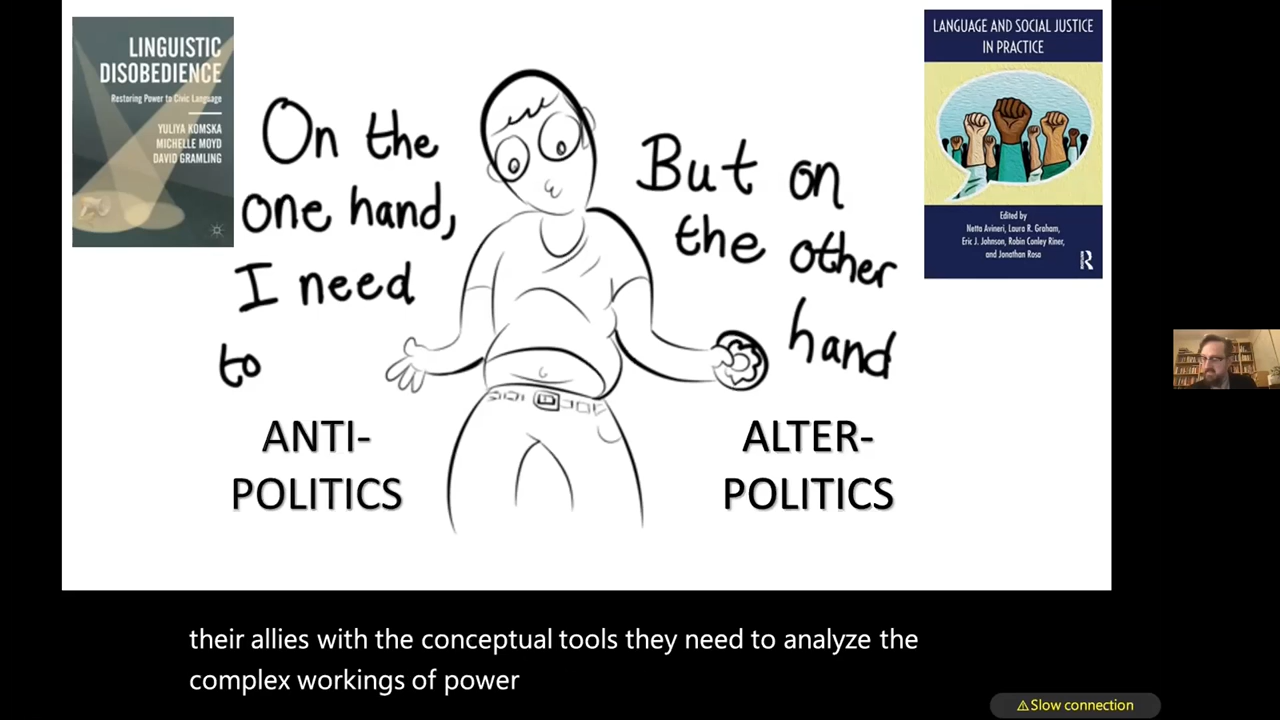 LINGUISTIC
DISOBEDIENCE
Restoring Power to Civic Language
YULIYA KOMSKA
MICHELLE MOYD
DAVID GRAMLING
On the
one hand,
I need
to
But on
the other
hand
LANGUAGE AND SOCIAL JUSTICE
IN PRACTICE
Edited by
Netta Avineri, Laura R. Graham,
Eric J. Johnson, Robin Conley Riner,
and Jonathan Rosa
R
ANTI-
POLITICS
ALTER-
POLITICS
their allies with the conceptual tools they need to analyze the
complex workings of power
⚠Slow connection